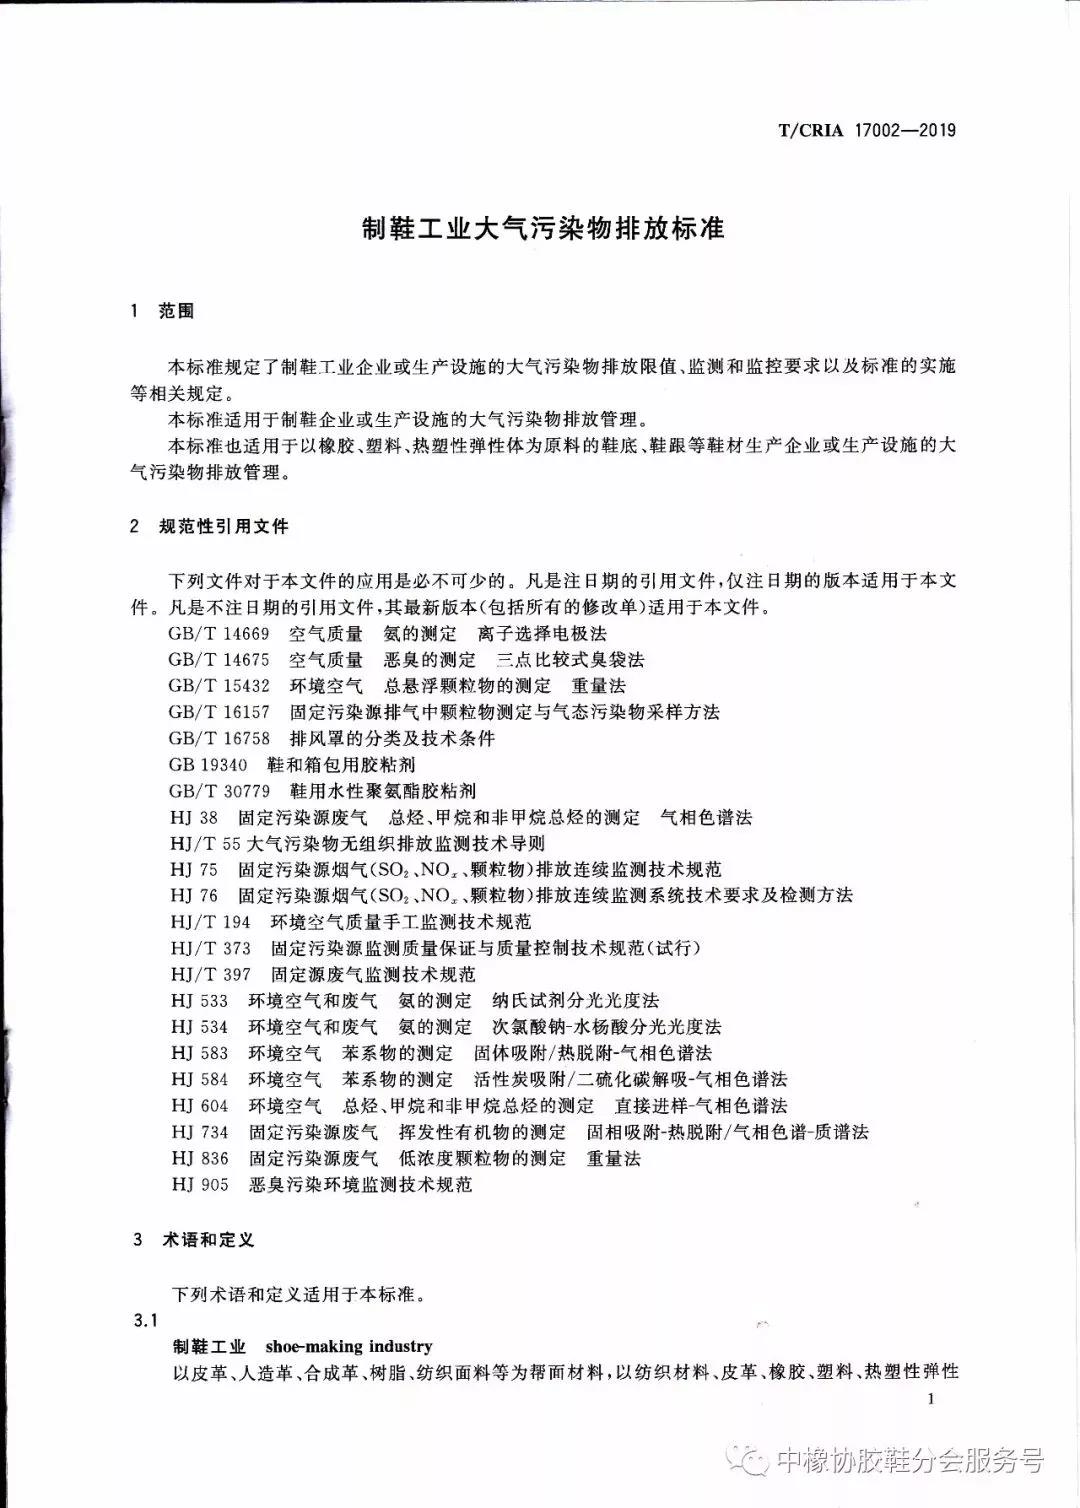 T/CRIA 17002—2019
制鞋工业大气污染物排放标准
1 范围
本标准规定了制鞋工业企业或生产设施的大气污染物排放限值、监测和监控要求以及标准的实施
等相关规定。
本标准适用于制鞋企业或生产设施的大气污染物排放管理。
本标准也适用于以橡胶、塑料、热塑性弹性体为原料的鞋底、鞋跟等鞋材生产企业或生产设施的大
气污染物排放管理。
2 规范性引用文件
下列文件对于本文件的应用是必不可少的。凡是注日期的引用文件,仅注日期的版本适用于本文
件。凡是不注日期的引用文件,其最新版本(包括所有的修改单)适用于本文件。
GB/T 14669 空气质量 氨的测定 离子选择电极法
GB/T 14675 空气质量 恶臭的测定 三点比较式臭袋法
GB/T 15432 环境空气 总悬浮颗粒物的测定 重量法
GB/T 16157 固定污染源排气中颗粒物测定与气态污染物采样方法
GB/T 16758 排风罩的分类及技术条件
GB 19340 鞋和箱包用胶粘剂
GB/T 30779 鞋用水性聚氨酯胶粘剂
HJ 38 固定污染源废气 总烃、甲烷和非甲烷总烃的测定 气相色谱法
HJ/T 55 大气污染物无组织排放监测技术导则
HJ 75 固定污染源烟气(SO₂、NOₓ、颗粒物)排放连续监测技术规范
HJ 76 固定污染源烟气(SO₂、NOₓ、颗粒物)排放连续监测系统技术要求及检测方法
HJ/T 194 环境空气质量手工监测技术规范
HJ/T 373 固定污染源监测质量保证与质量控制技术规范(试行)
HJ/T 397 固定源废气监测技术规范
HJ 533 环境空气和废气 氨的测定 纳氏试剂分光光度法
HJ 534 环境空气和废气 氨的测定 次氯酸钠-水杨酸分光光度法
HJ 583 环境空气 苯系物的测定 固体吸附/热脱附-气相色谱法
HJ 584 环境空气 苯系物的测定 活性炭吸附/二硫化碳解吸-气相色谱法
HJ 604 环境空气 总烃、甲烷和非甲烷总烃的测定 直接进样-气相色谱法
HJ 734 固定污染源废气 挥发性有机物的测定 固相吸附-热脱附/气相色谱-质谱法
HJ 836 固定污染源废气 低浓度颗粒物的测定 重量法
HJ 905 恶臭污染环境监测技术规范
3 术语和定义
下列术语和定义适用于本标准。
3.1
制鞋工业 shoe-making industry
以皮革、人造革、合成革、树脂、纺织面料等为帮面材料,以纺织材料、皮革、橡胶、塑料、热塑性弹性
1
中橡协胶鞋分会服务号